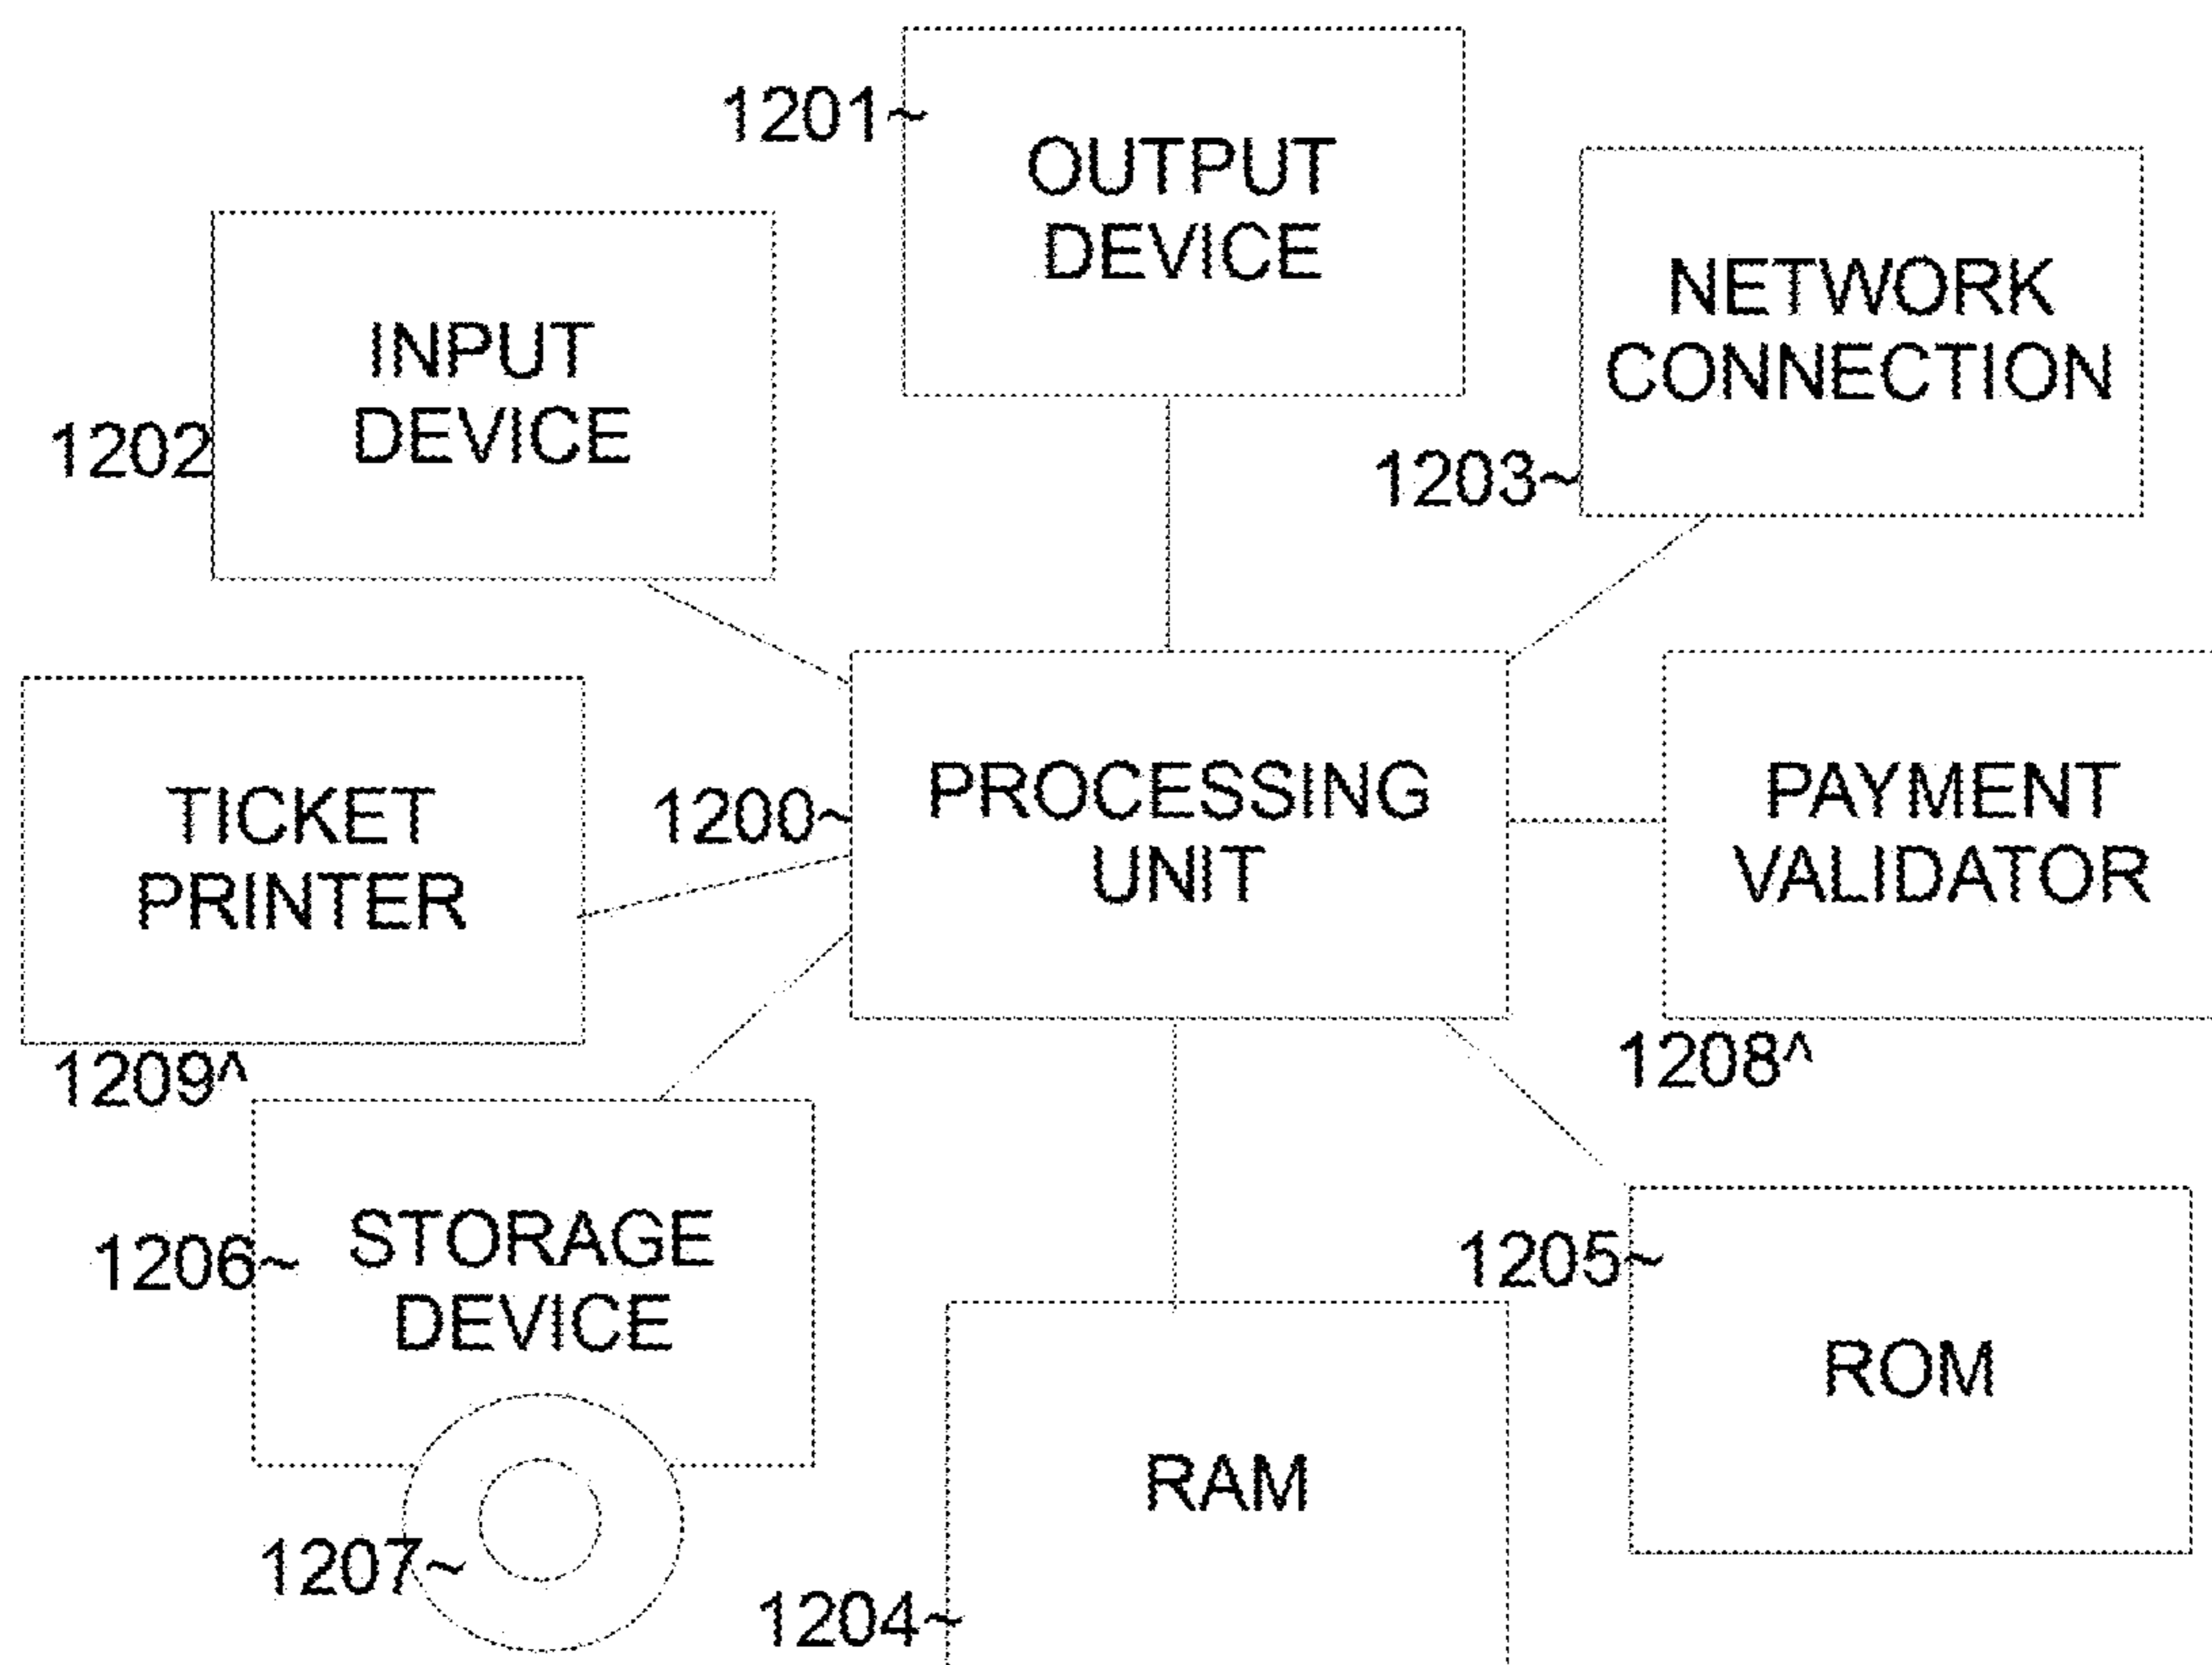 1201~
OUTPUT
DEVICE
1202
INPUT
DEVICE
NETWORK
CONNECTION
1203~
TICKET
PRINTER
1209^
1200~
PROCESSING
UNIT
PAYMENT
VALIDATOR
1208^
1206~
STORAGE
DEVICE
1207~
1205~
ROM
RAM
1204~